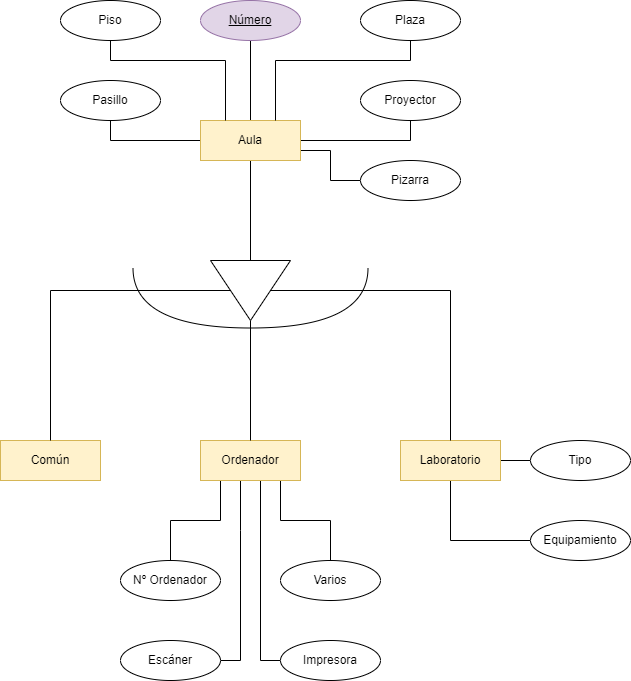 Piso
Número
Plaza
Pasillo
Proyector
Aula
Pizarra
Común
Ordenador
Laboratorio
Tipo
Equipamiento
Nº Ordenador
Varios
Escáner
Impresora